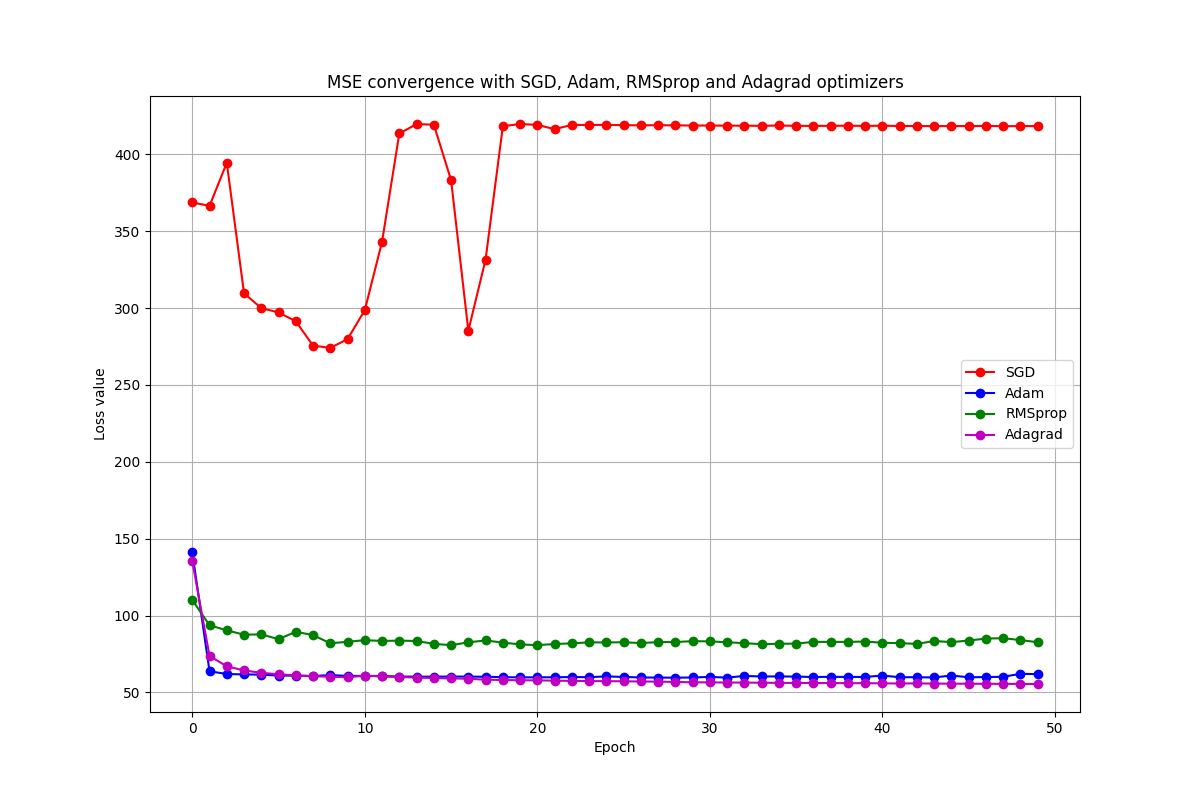 MSE convergence with SGD, Adam, RMSprop and Adagrad optimizers
400
350
300
250
200
150
100
50
Loss value
SGD
Adam
RMSprop
Adagrad
0 10 20 30 40 50
Epoch